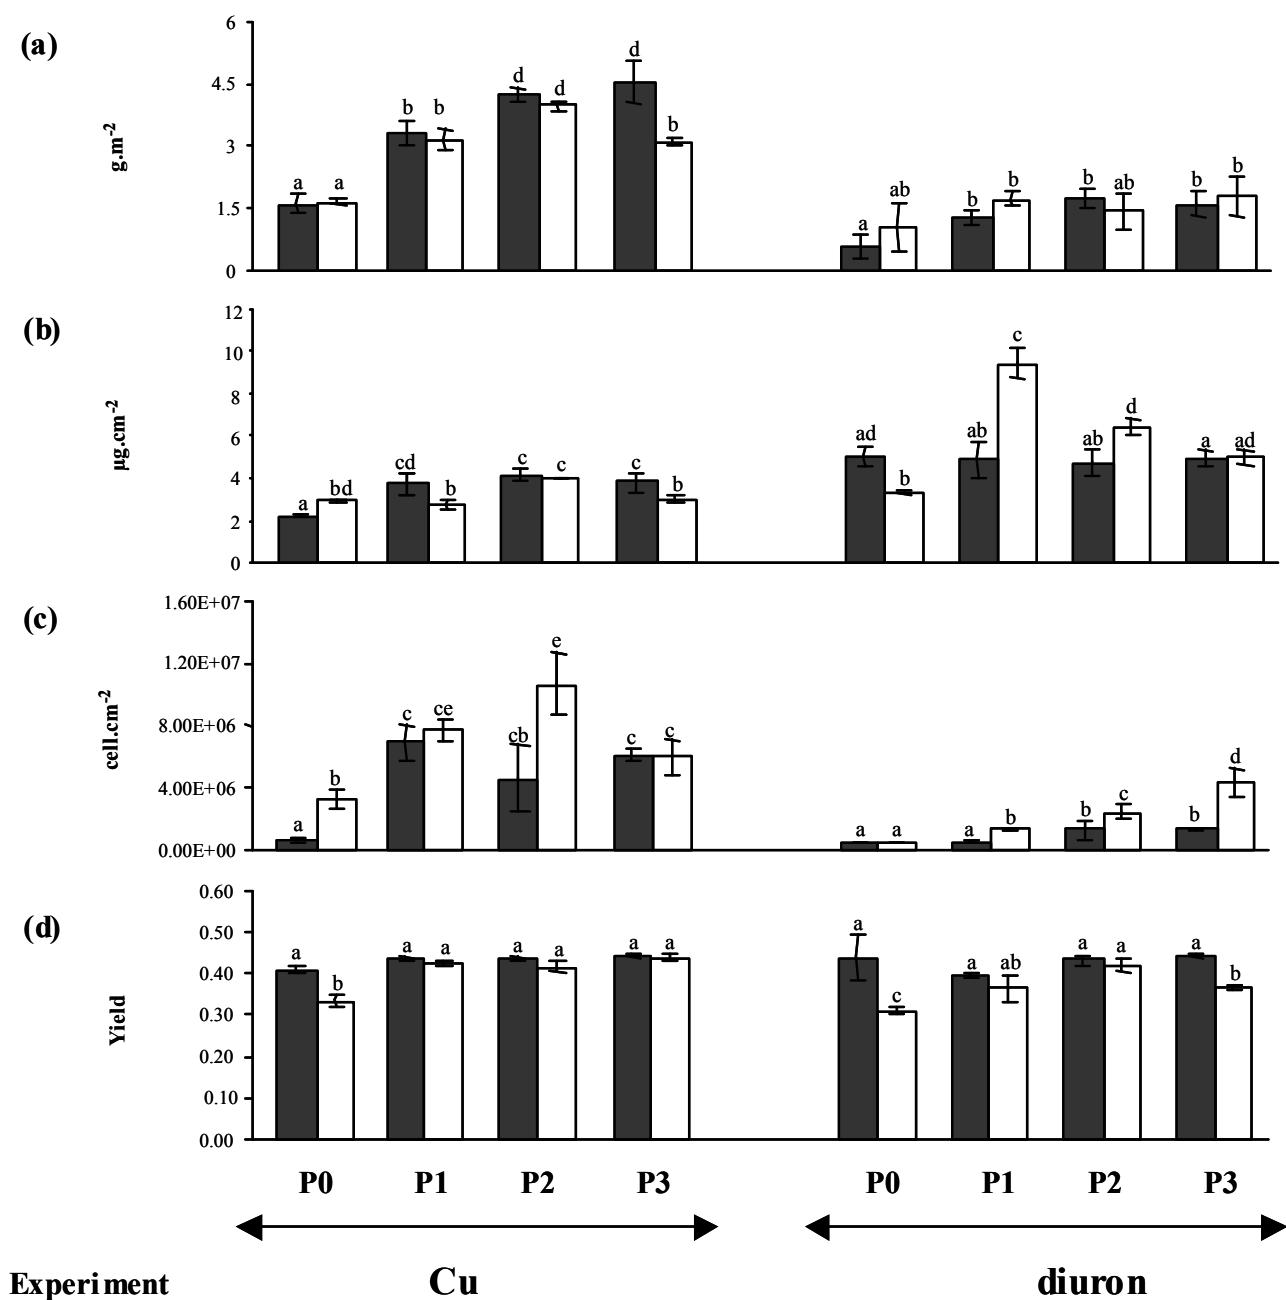 (a)
g.m-2
6
4.5
3
1.5
0
a a b b d d d b
a ab b b b ab b b
(b)
µg.cm-2
12
10
8
6
4
2
0
a bd cd b c c c b
ad b ab c ab d a ad
(c)
cell.cm-2
1.60E+07
1.20E+07
8.00E+06
4.00E+06
0.00E+00
a b c ce cb e c c
a a a b b c b d
(d)
Yield
0.60
0.50
0.40
0.30
0.20
0.10
0.00
a b a a a a a a
a c a ab a a a b
P0 P1 P2 P3 P0 P1 P2 P3
Experiment Cu diuron